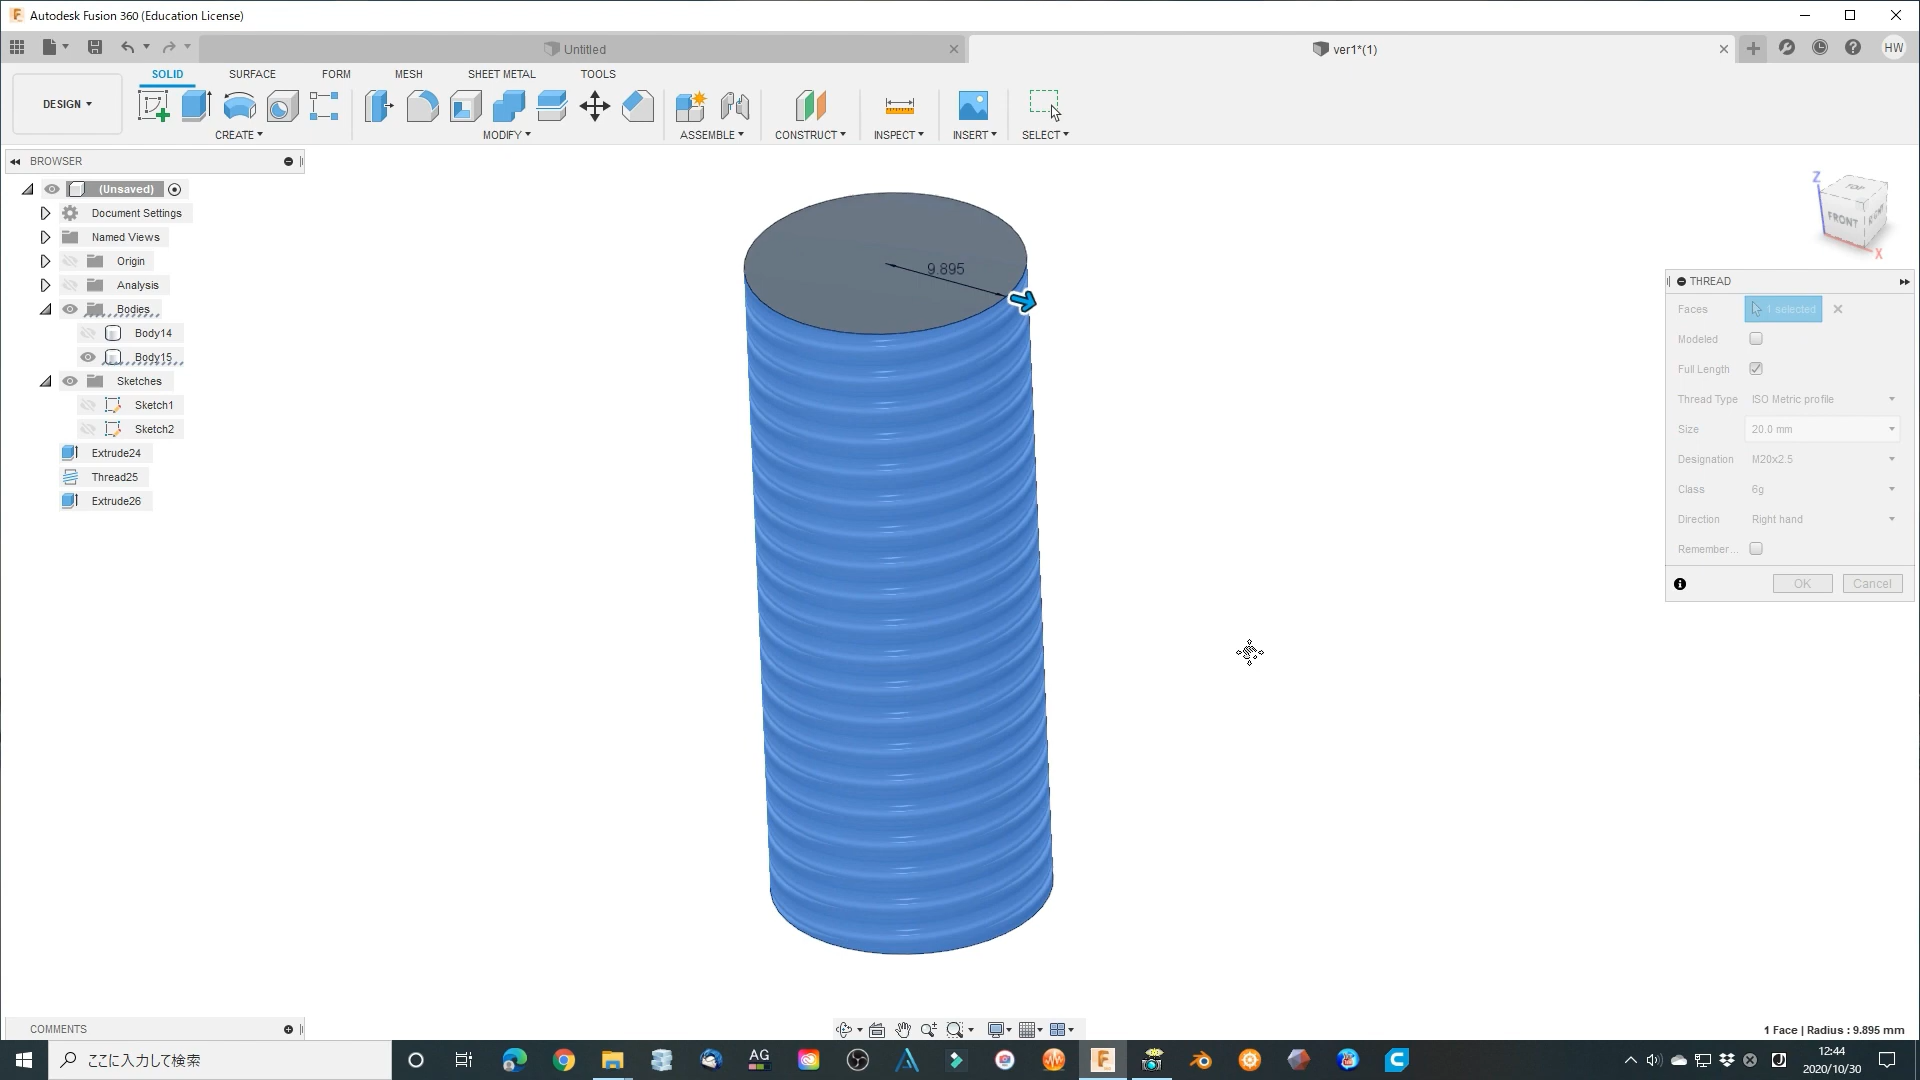 Autodesk Fusion 360 (Education License)
Untitled
ver1*(1)
HW
DESIGN
SOLID
SURFACE
FORM
MESH
SHEET METAL
TOOLS
CREATE
MODIFY
ASSEMBLE
CONSTRUCT
INSPECT
INSERT
SELECT
BROWSER
(Unsaved)
Document Settings
Named Views
Origin
Analysis
Bodies
Body14
Body15
Sketches
Sketch1
Sketch2
Extrude24
Thread25
Extrude26
9.895
Z
TOP
FRONT
RIGHT
X
THREAD
Faces 1 selected
Modeled
Full Length
Thread Type ISO Metric profile
Size 20.0 mm
Designation M20x2.5
Class 6g
Direction Right hand
Remember...
OK Cancel
COMMENTS
1 Face | Radius : 9.895 mm
ここに入力して検索
AG
12:44
2020/10/30